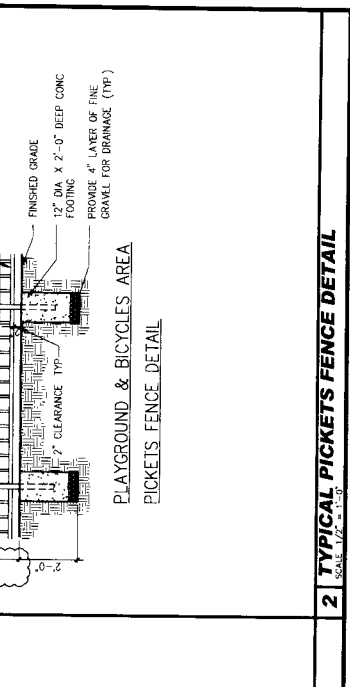 FINISHED GRADE
12" DIA X 2'-0" DEEP CONC
FOOTING
PROVIDE 4" LAYER OF FINE
GRAVEL FOR DRAINAGE (TYP)
2" CLEARANCE TYP
2'-0"
PLAYGROUND & BICYCLES AREA
PICKETS FENCE DETAIL
2 TYPICAL PICKETS FENCE DETAIL
SCALE 1/2" = 1'-0"